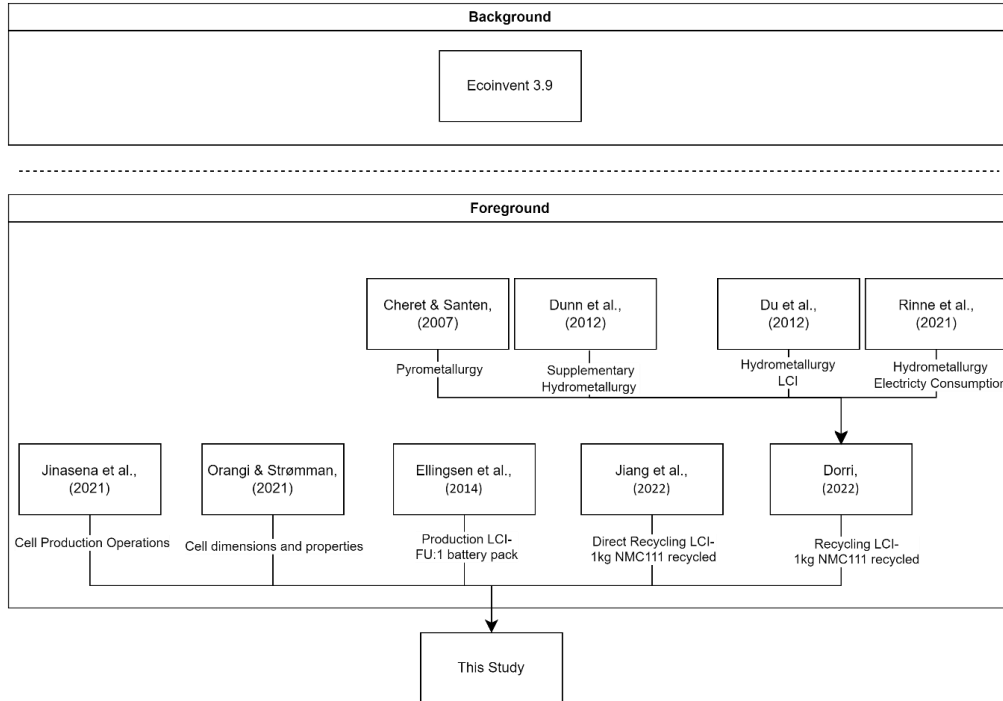 Background
Ecoinvent 3.9
Foreground
Cheret & Santen,
(2007)
Dunn et al.,
(2012)
Du et al.,
(2012)
Rinne et al.,
(2021)
Pyrometallurgy
Supplementary
Hydrometallurgy
Hydrometallurgy
LCI
Hydrometallurgy
Electricty Consumption
Jinasena et al.,
(2021)
Orangi & Strømman,
(2021)
Ellingsen et al.,
(2014)
Jiang et al.,
(2022)
Dorri,
(2022)
Cell Production Operations
Cell dimensions and properties
Production LCI-
FU:1 battery pack
Direct Recycling LCI-
1kg NMC111 recycled
Recycling LCI-
1kg NMC111 recycled
This Study